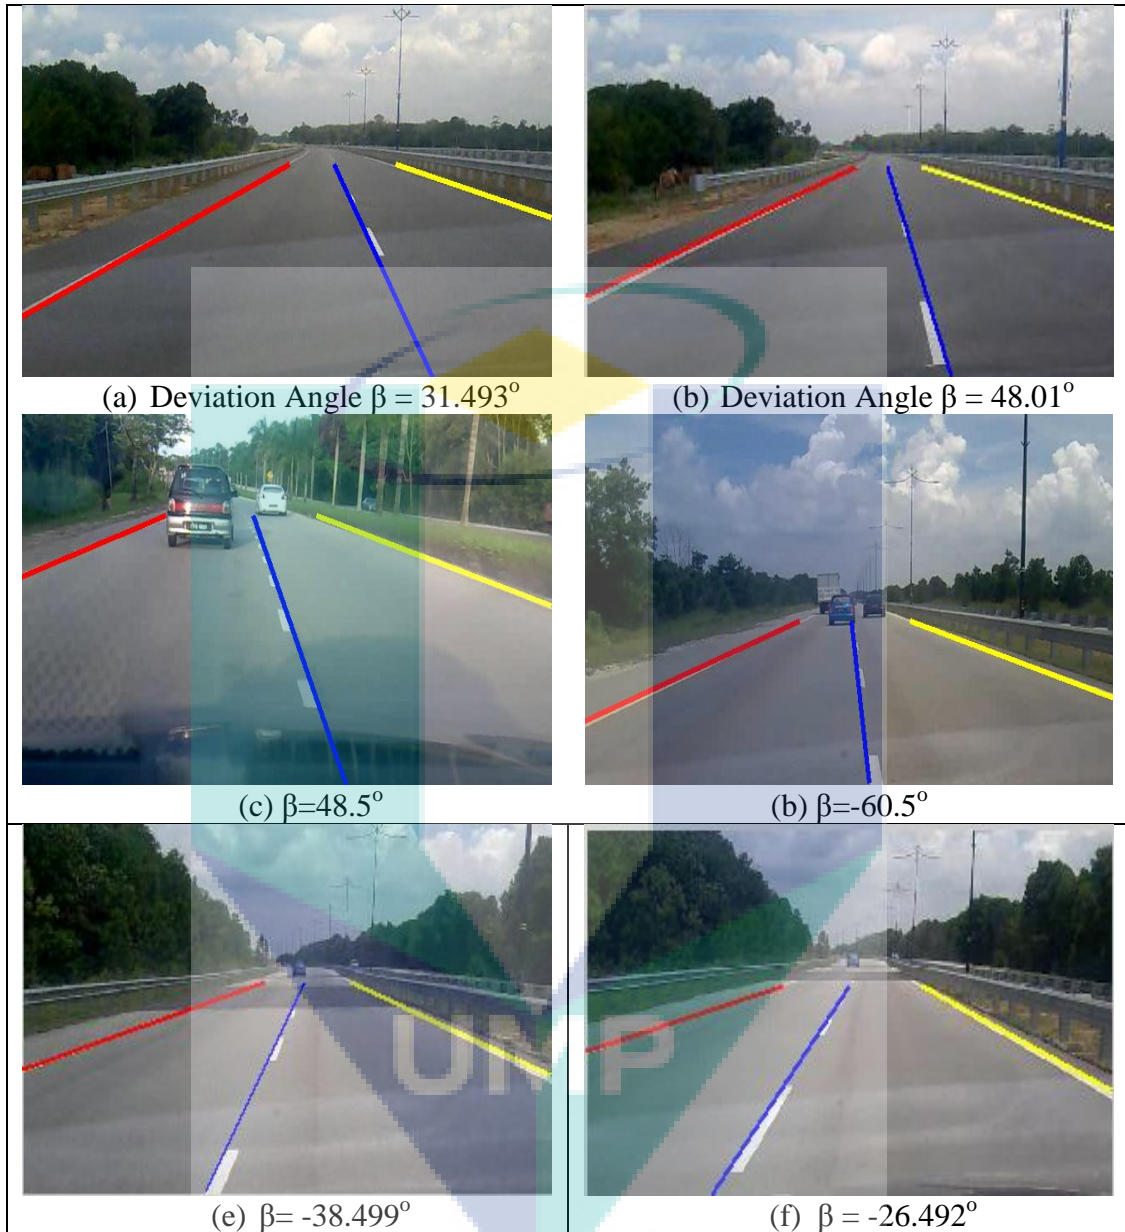 (a) Deviation Angle β = 31.493°
(b) Deviation Angle β = 48.01°
(c) β=48.5°
(b) β=-60.5°
UMP
(e) β= -38.499°
(f) β = -26.492°